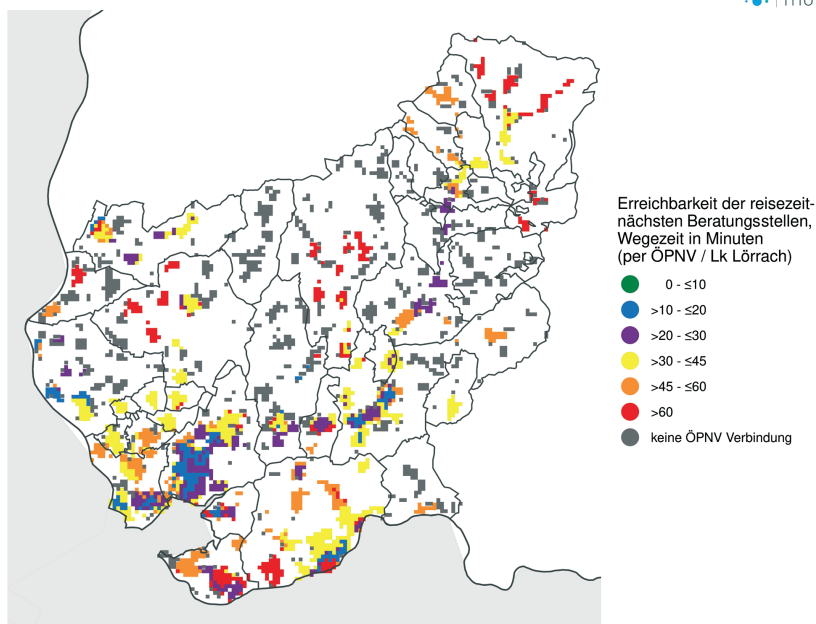 Erreichbarkeit der reisezeit-
nächsten Beratungsstellen,
Wegezeit in Minuten
(per ÖPNV / Lk Lörrach)
0 - ≤10
>10 - ≤20
>20 - ≤30
>30 - ≤45
>45 - ≤60
>60
keine ÖPNV Verbindung